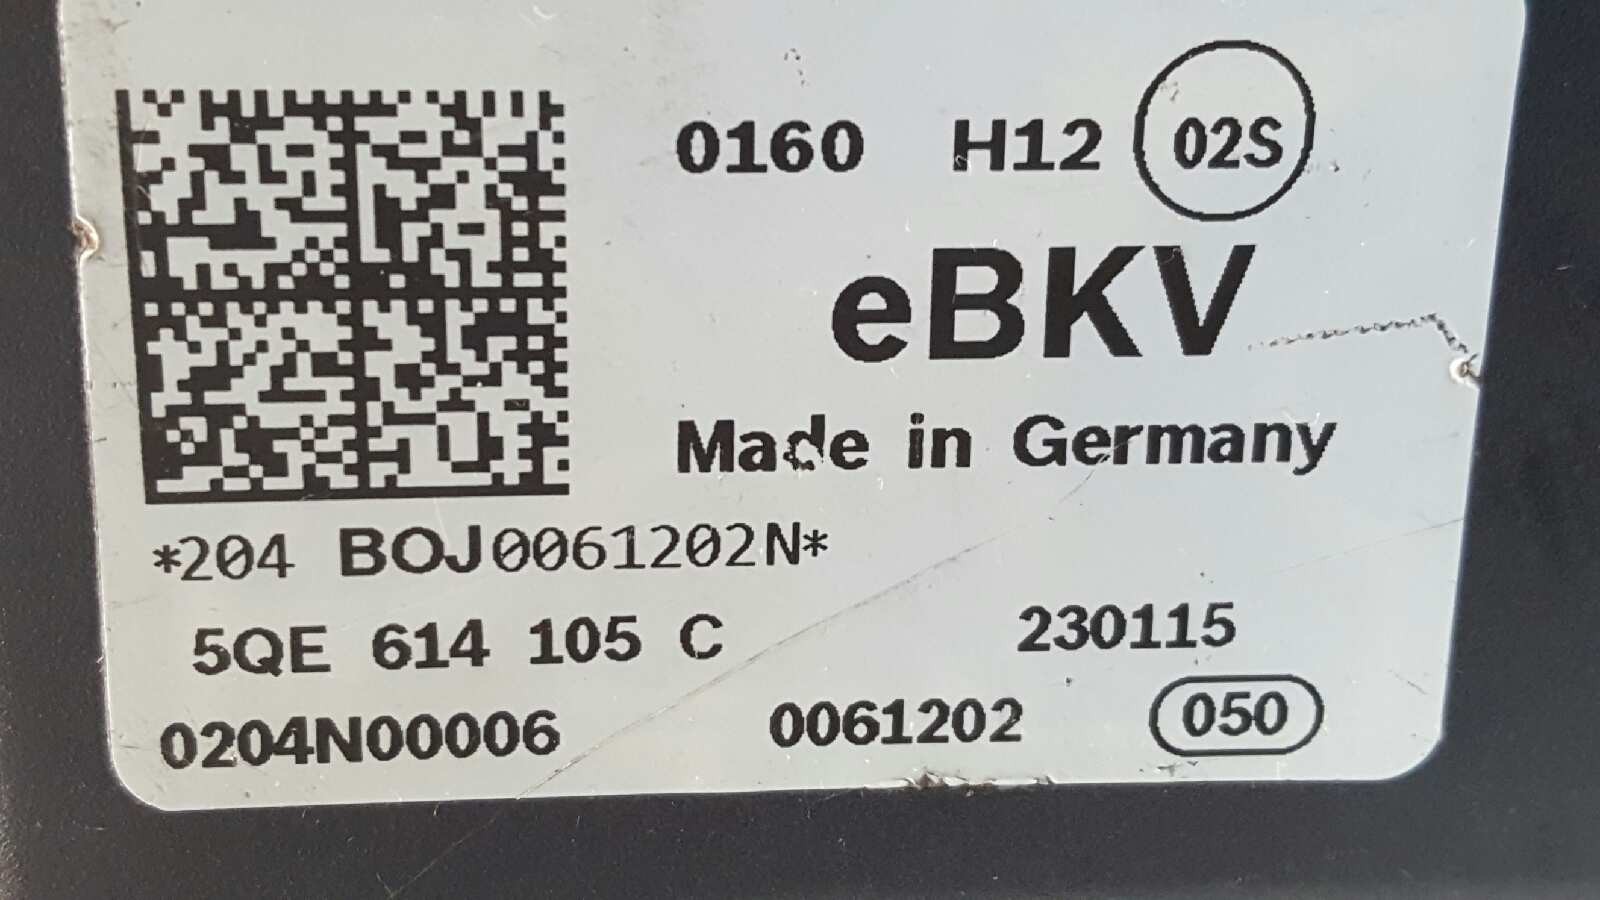 0160 H12 02S
eBKV
Made in Germany
*204 BOJ0061202N*
5QE 614 105 C 230115
0204N00006 0061202 050